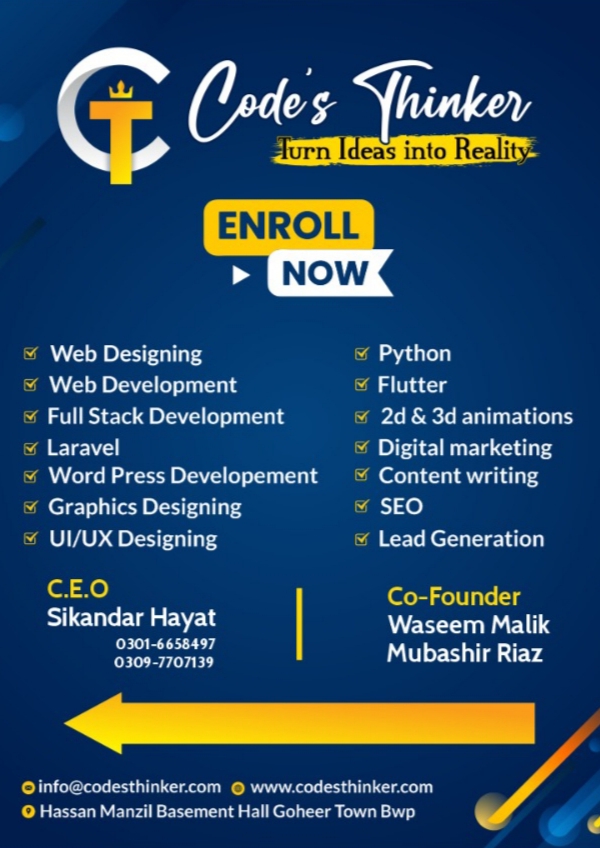 CT
Code's Thinker
Turn Ideas into Reality
ENROLL
NOW
Web Designing
Web Development
Full Stack Development
Laravel
Word Press Developement
Graphics Designing
UI/UX Designing
Python
Flutter
2d & 3d animations
Digital marketing
Content writing
SEO
Lead Generation
C.E.O
Sikandar Hayat
0301-6658497
0309-7707139
Co-Founder
Waseem Malik
Mubashir Riaz
info@codesthinker.com www.codesthinker.com
Hassan Manzil Basement Hall Goheer Town Bwp